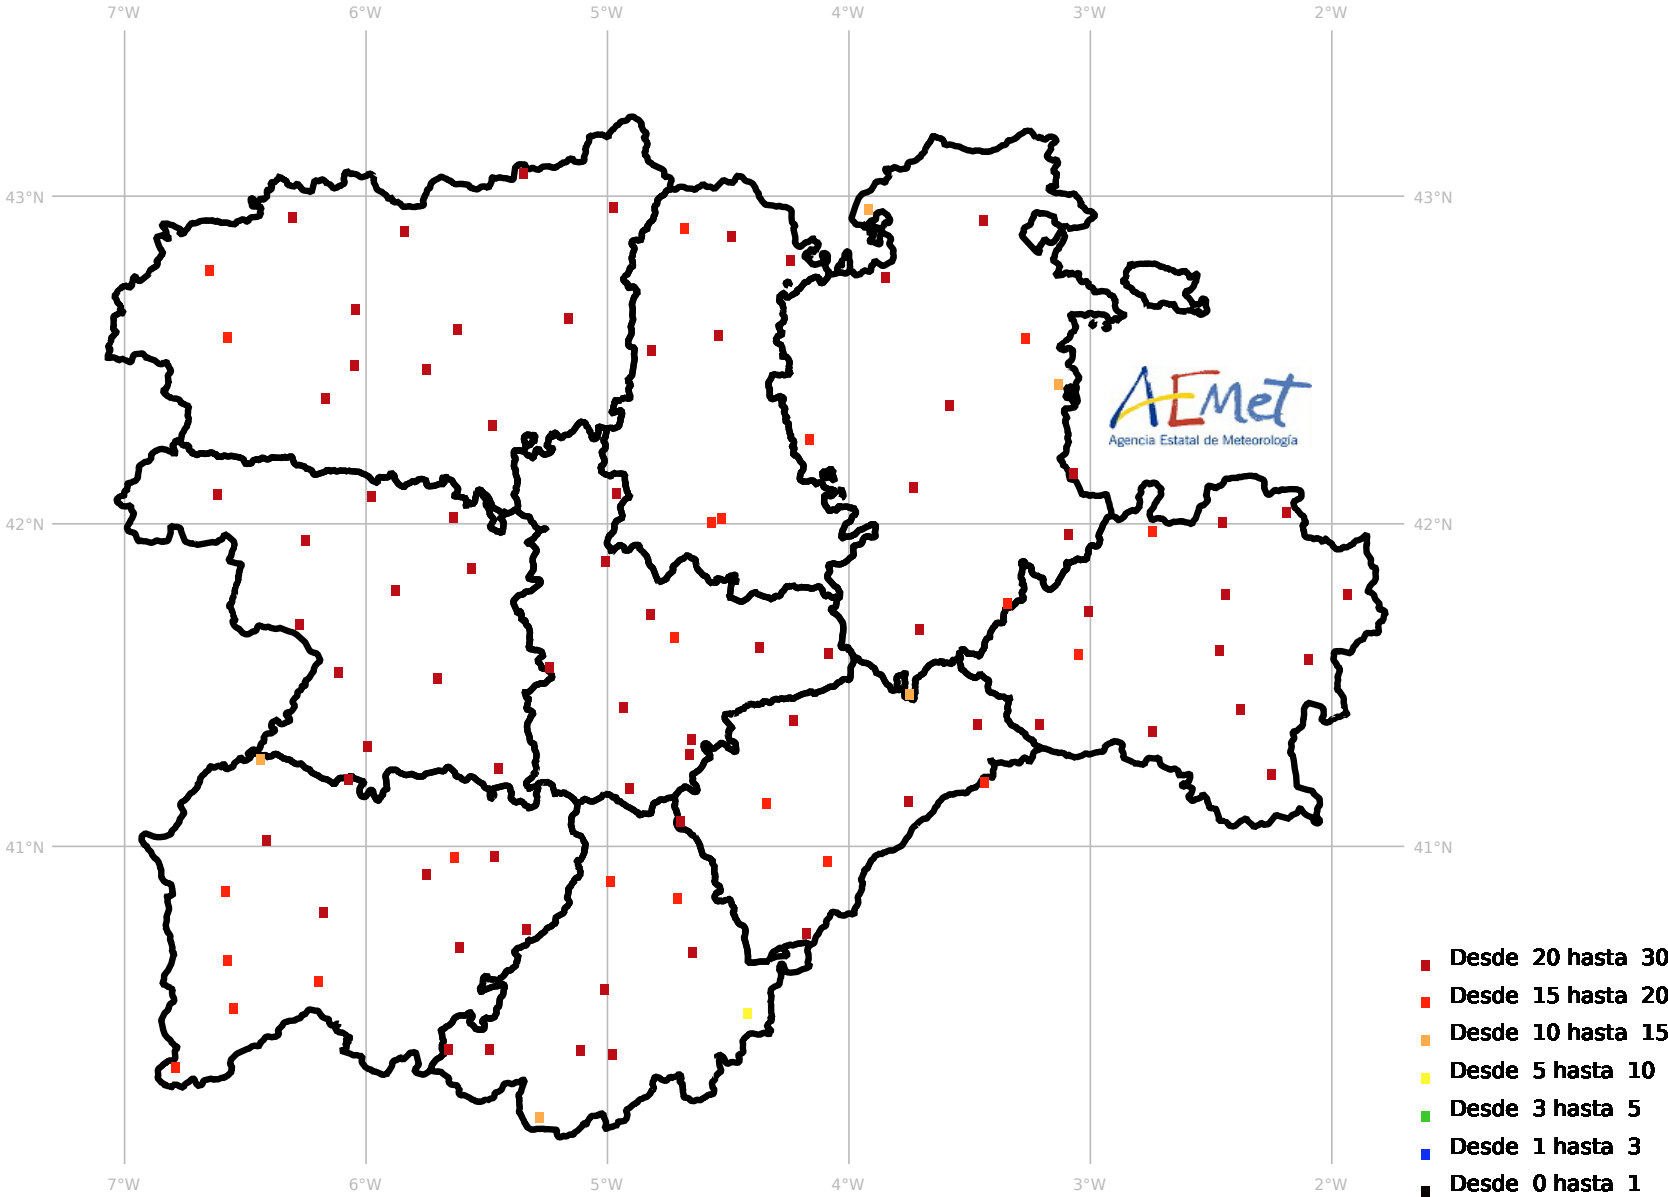 7°W 6°W 5°W 4°W 3°W 2°W
43°N 43°N
AEMet
Agencia Estatal de Meteorología
42°N 42°N
41°N 41°N
Desde 20 hasta 30
Desde 15 hasta 20
Desde 10 hasta 15
Desde 5 hasta 10
Desde 3 hasta 5
Desde 1 hasta 3
Desde 0 hasta 1
7°W 6°W 5°W 4°W 3°W 2°W